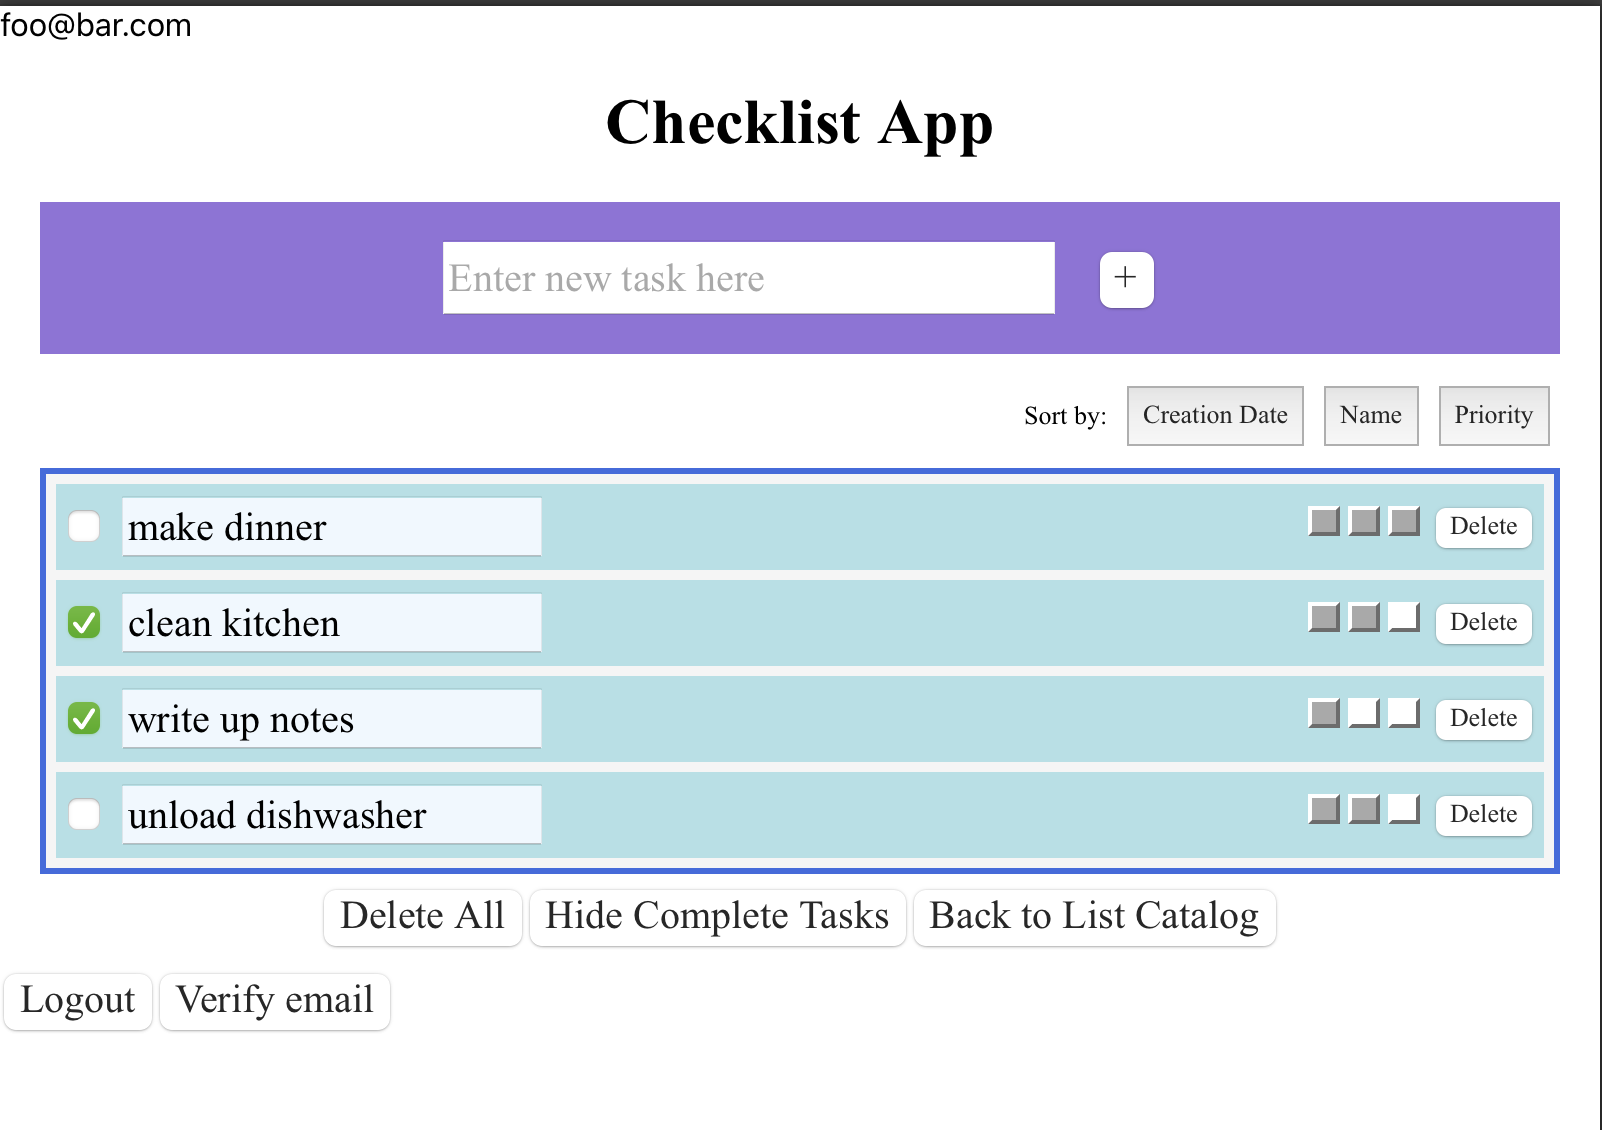 foo@bar.com
Checklist App
Enter new task here +
Sort by: Creation Date Name Priority
make dinner Delete
clean kitchen Delete
write up notes Delete
unload dishwasher Delete
Delete All Hide Complete Tasks Back to List Catalog
Logout Verify email